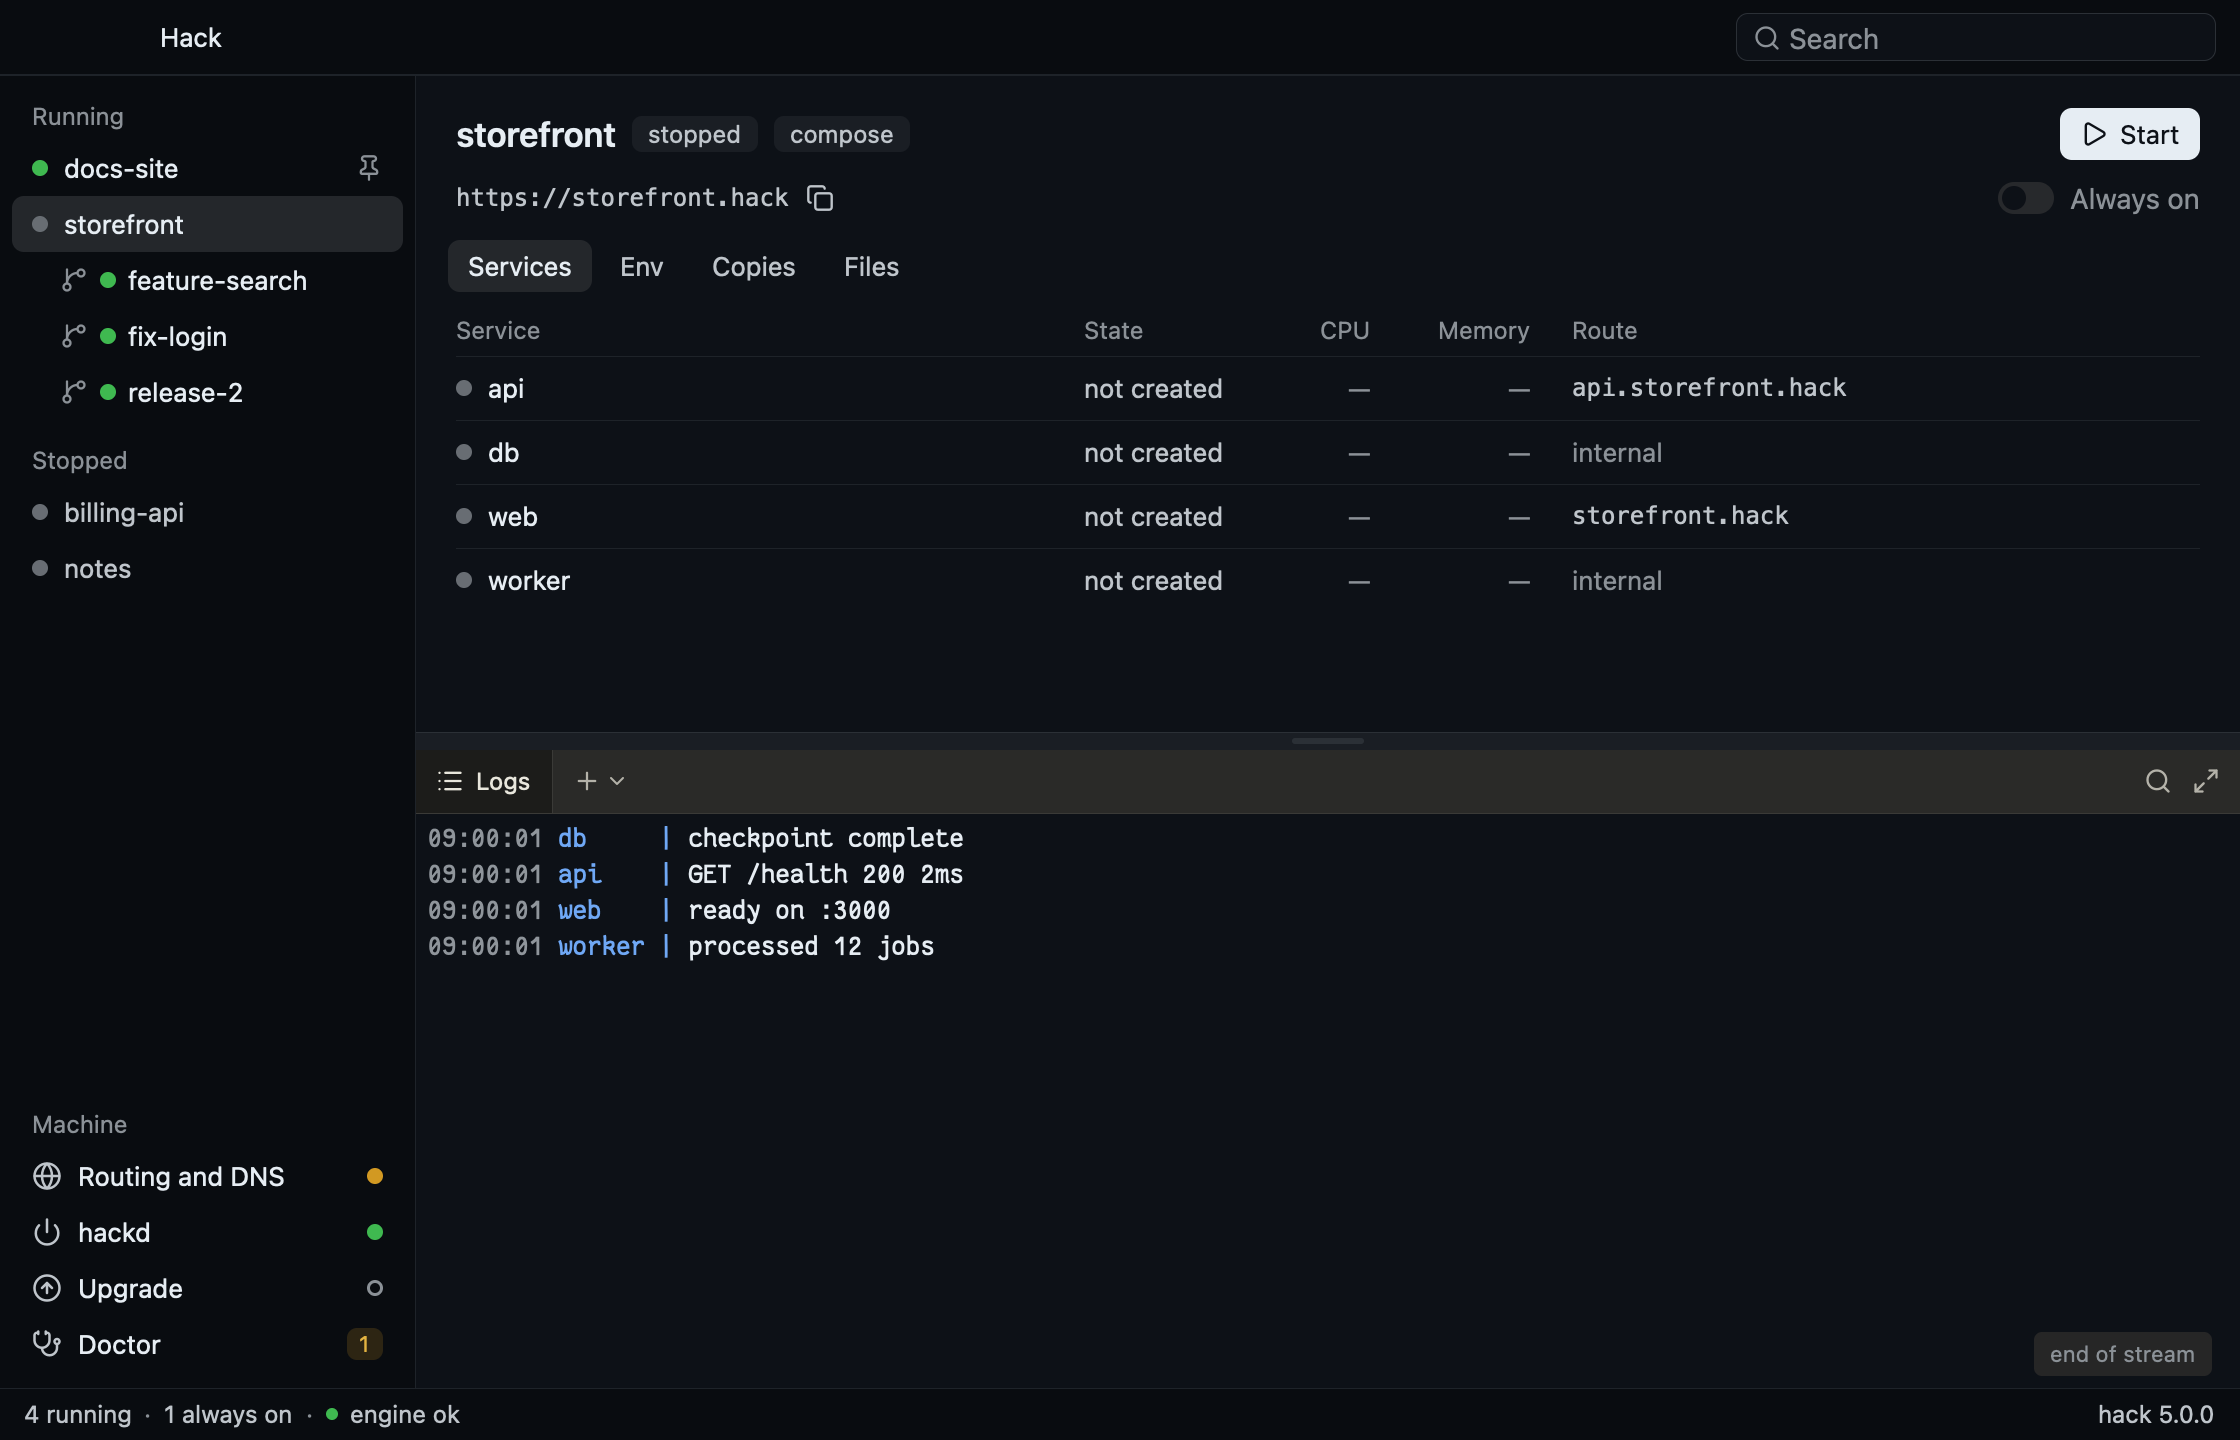 Hack
Search
Running
docs-site
storefront
feature-search
fix-login
release-2
Stopped
billing-api
notes
Machine
Routing and DNS
hackd
Upgrade
Doctor 1
storefront stopped compose
Start
https://storefront.hack
Always on
Services Env Copies Files
Service State CPU Memory Route
api not created — — api.storefront.hack
db not created — — internal
web not created — — storefront.hack
worker not created — — internal
Logs
09:00:01 db | checkpoint complete
09:00:01 api | GET /health 200 2ms
09:00:01 web | ready on :3000
09:00:01 worker | processed 12 jobs
end of stream
4 running · 1 always on · engine ok
hack 5.0.0